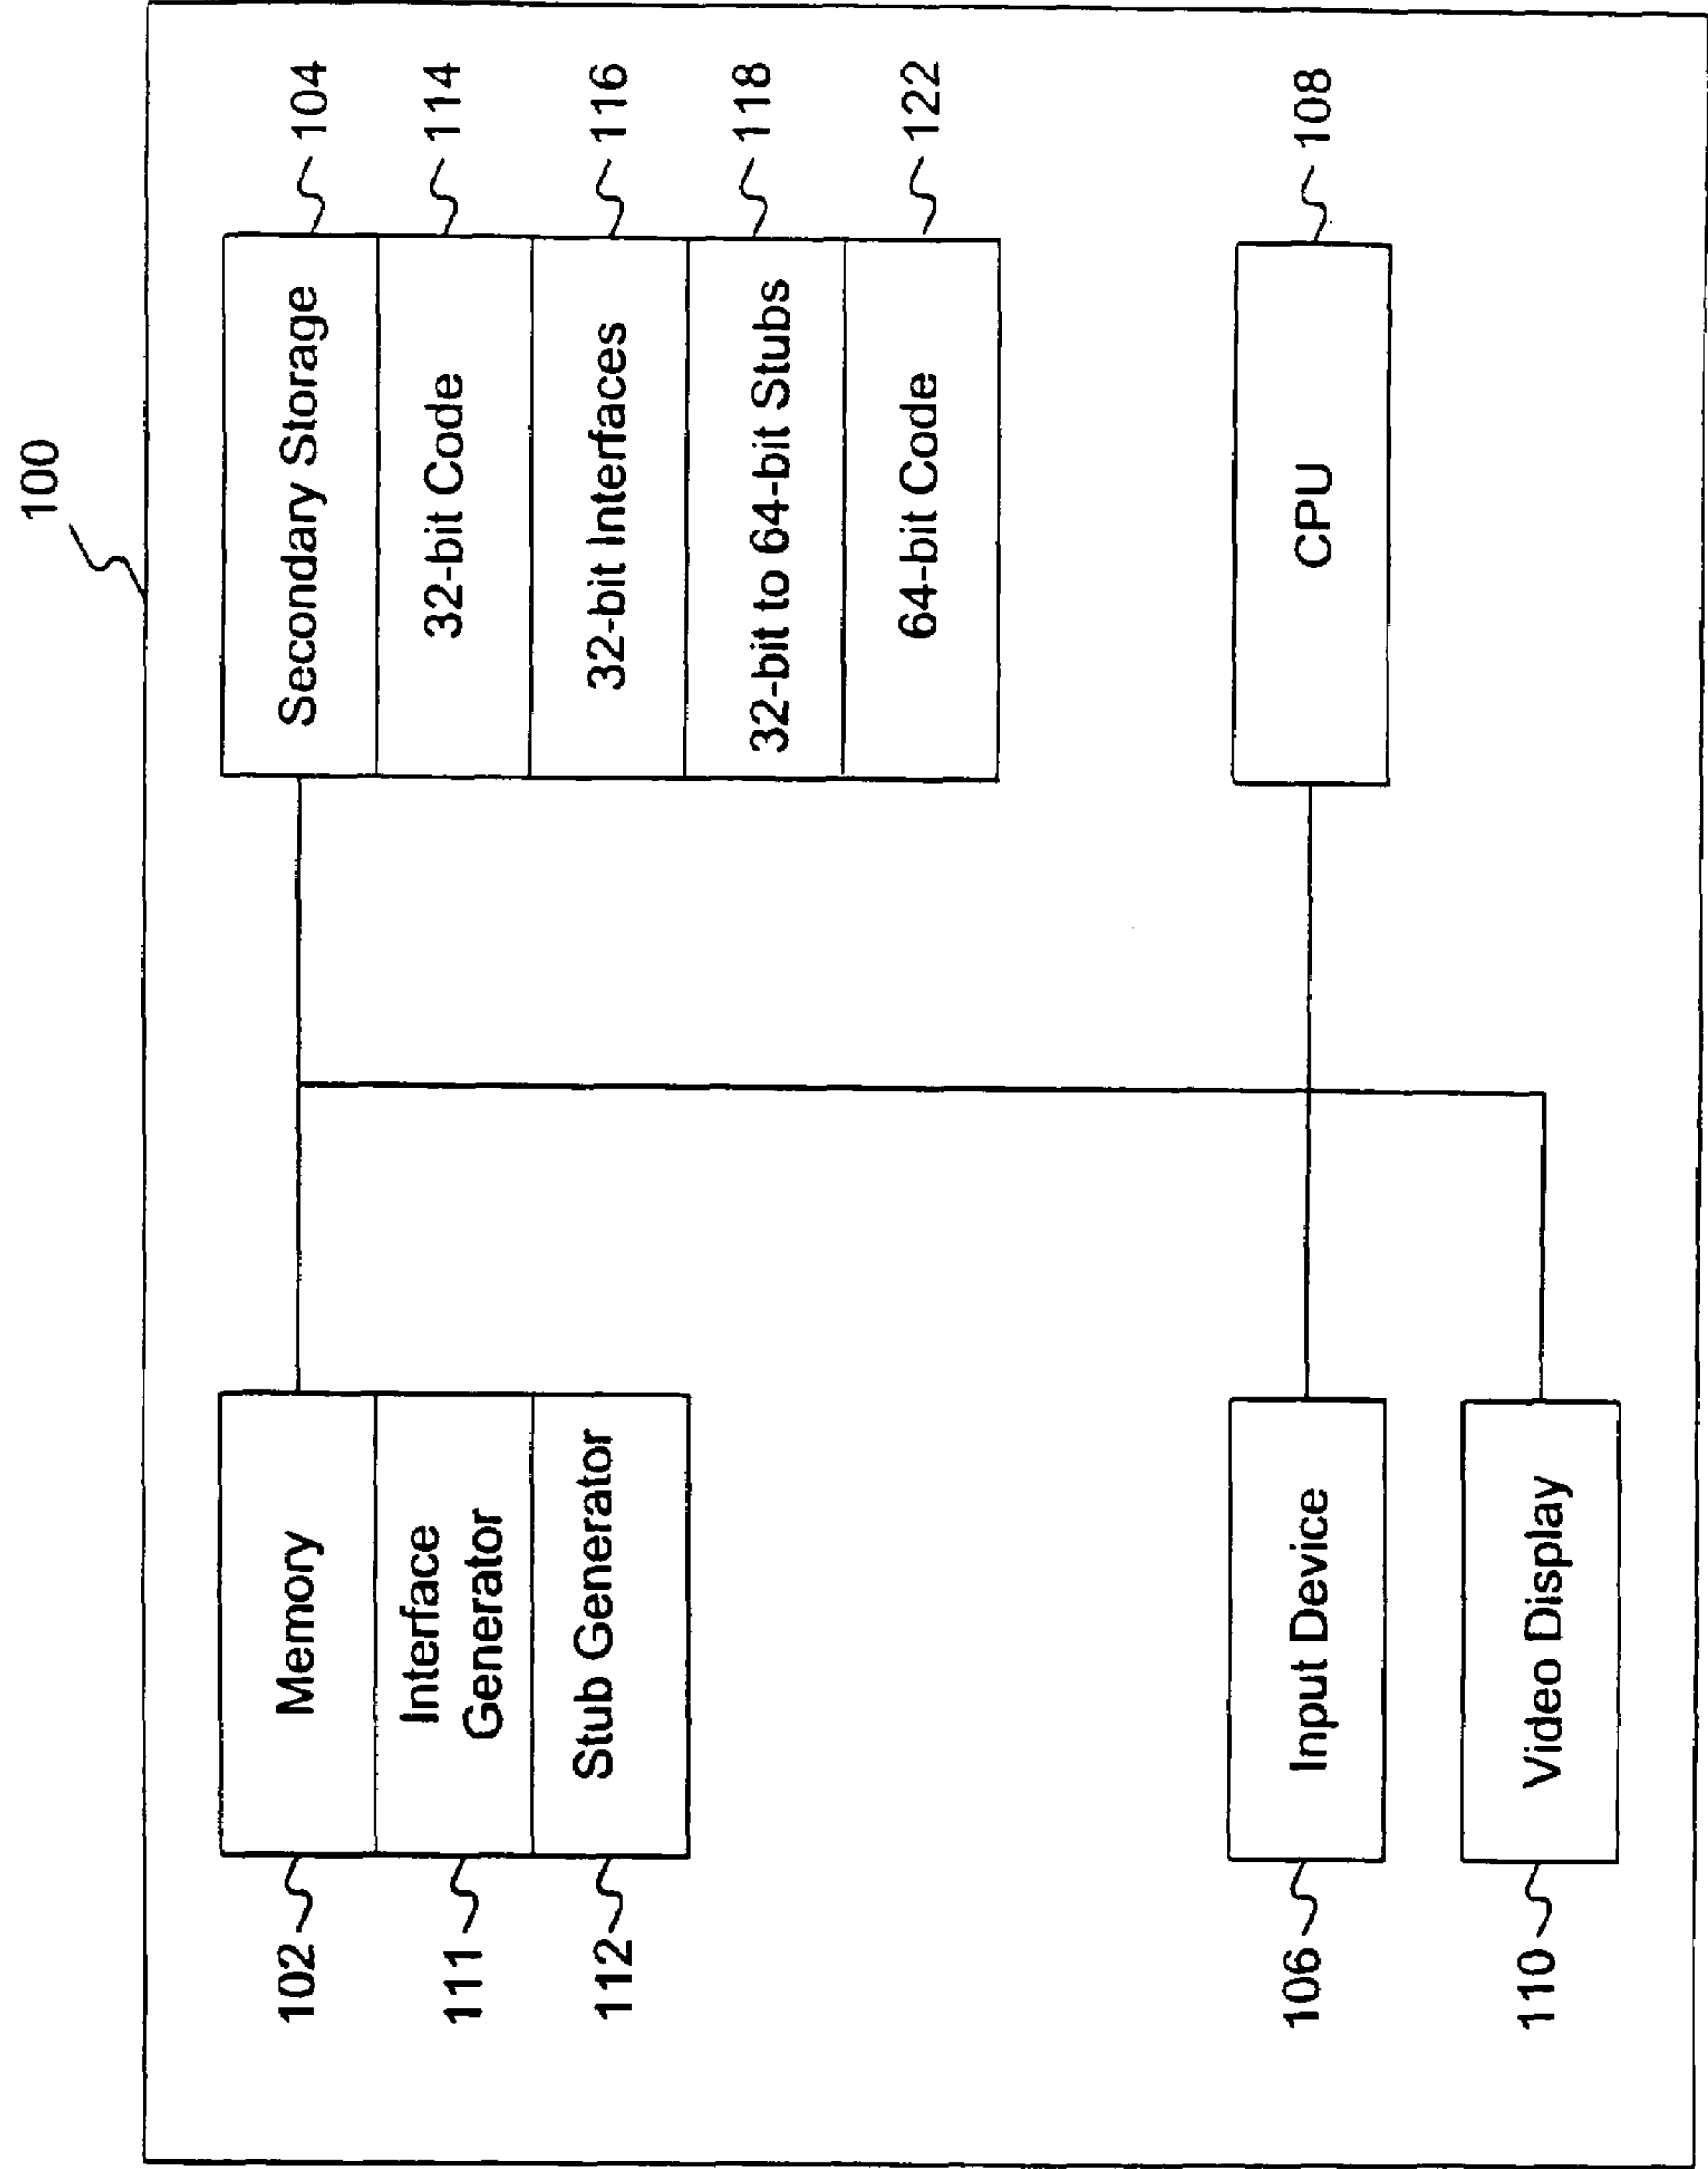 100
Memory
Interface
Generator
Stub Generator
102
111
112
Secondary Storage
32-bit Code
32-bit Interfaces
32-bit to 64-bit Stubs
64-bit Code
104
114
116
118
122
Input Device
106
Video Display
110
CPU
108